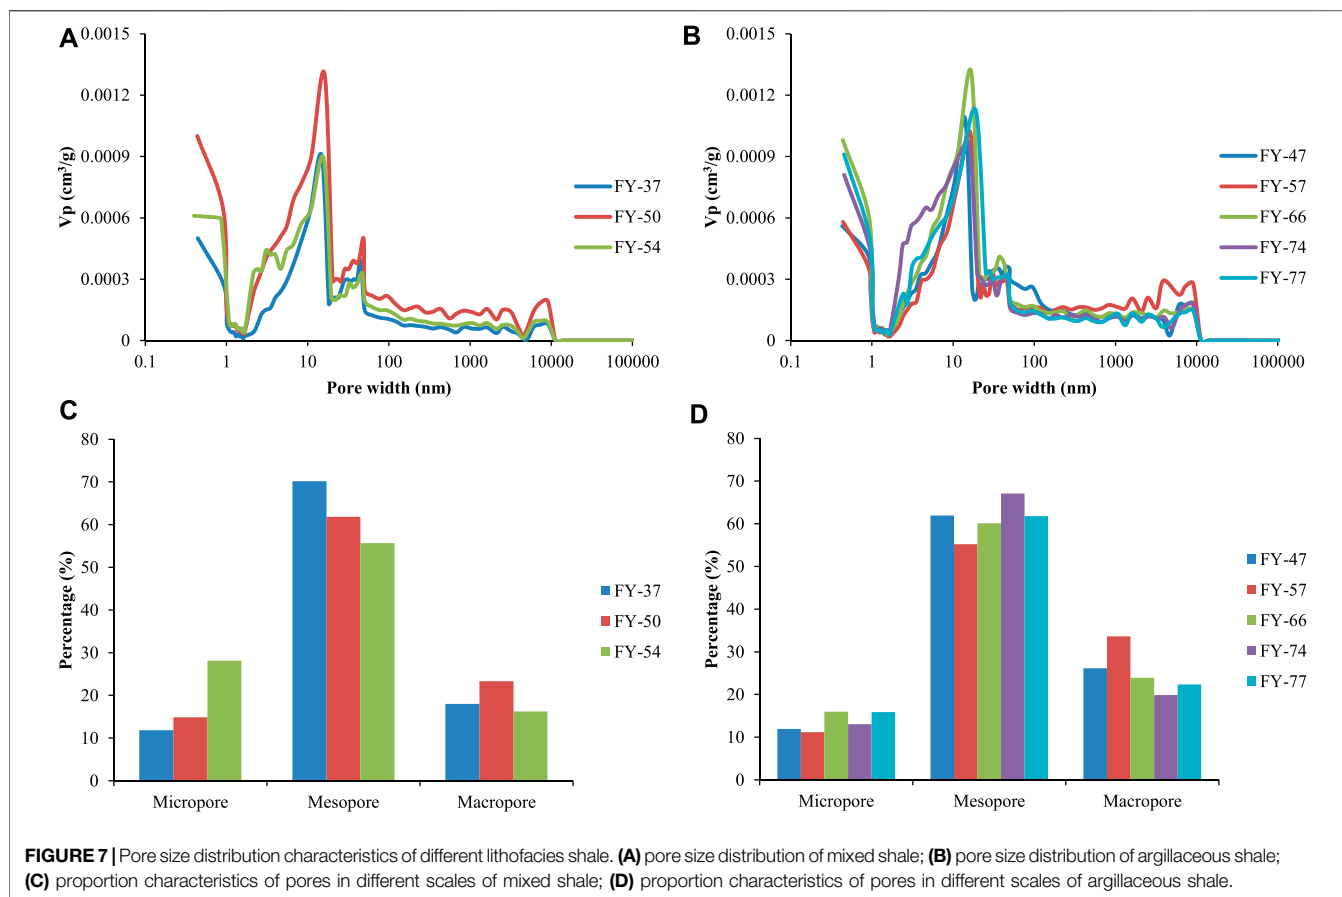 A
0.0015
0.0012
0.0009
0.0006
0.0003
0
Vp (cm³/g)
0.1 1 10 100 1000 10000 100000
Pore width (nm)
FY-37
FY-50
FY-54
B
0.0015
0.0012
0.0009
0.0006
0.0003
0
Vp (cm³/g)
0.1 1 10 100 1000 10000 100000
Pore width (nm)
FY-47
FY-57
FY-66
FY-74
FY-77
C
80
70
60
50
40
30
20
10
0
Percentage (%)
Micropore Mesopore Macropore
FY-37
FY-50
FY-54
D
80
70
60
50
40
30
20
10
0
Percentage (%)
Micropore Mesopore Macropore
FY-47
FY-57
FY-66
FY-74
FY-77
FIGURE 7 | Pore size distribution characteristics of different lithofacies shale. (A) pore size distribution of mixed shale; (B) pore size distribution of argillaceous shale;
(C) proportion characteristics of pores in different scales of mixed shale; (D) proportion characteristics of pores in different scales of argillaceous shale.